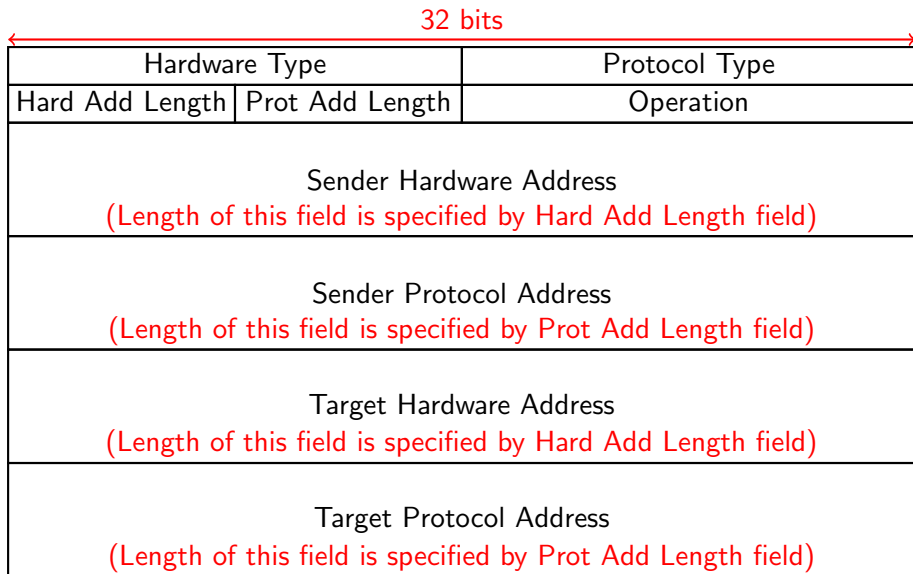 32 bits
Hardware Type Protocol Type
Hard Add Length Prot Add Length Operation
Sender Hardware Address
(Length of this field is specified by Hard Add Length field)
Sender Protocol Address
(Length of this field is specified by Prot Add Length field)
Target Hardware Address
(Length of this field is specified by Hard Add Length field)
Target Protocol Address
(Length of this field is specified by Prot Add Length field)